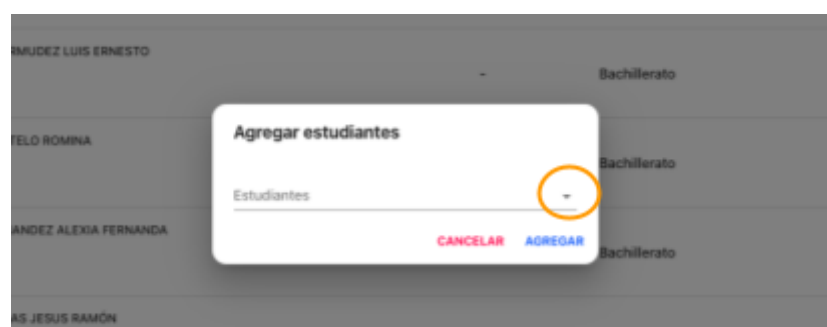 RMUDEZ LUIS ERNESTO
-
Bachillerato
TELO ROMINA
Bachillerato
Agregar estudiantes
Estudiantes
ANDEZ ALEXIA FERNANDA
CANCELAR AGREGAR
Bachillerato
AS JESUS RAMÓN